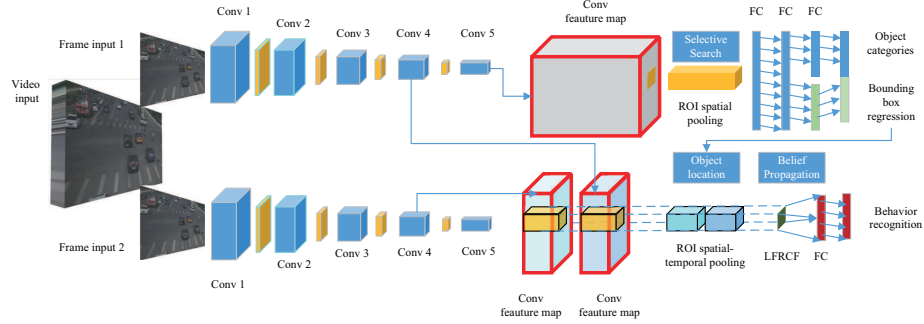 Conv 1
Conv 2
Conv 3
Conv 4
Conv 5
Conv
feauture map
FC
FC
FC
Frame input 1
Selective
Search
Object
categories
Video
input
ROI spatial
pooling
Bounding
box
regression
Object
location
Belief
Propagation
Frame input 2
Conv 1
Conv 2
Conv 3
Conv 4
Conv 5
Conv
feauture map
Conv
feauture map
ROI spatial-
temporal pooling
LFRCF
FC
Behavior
recognition